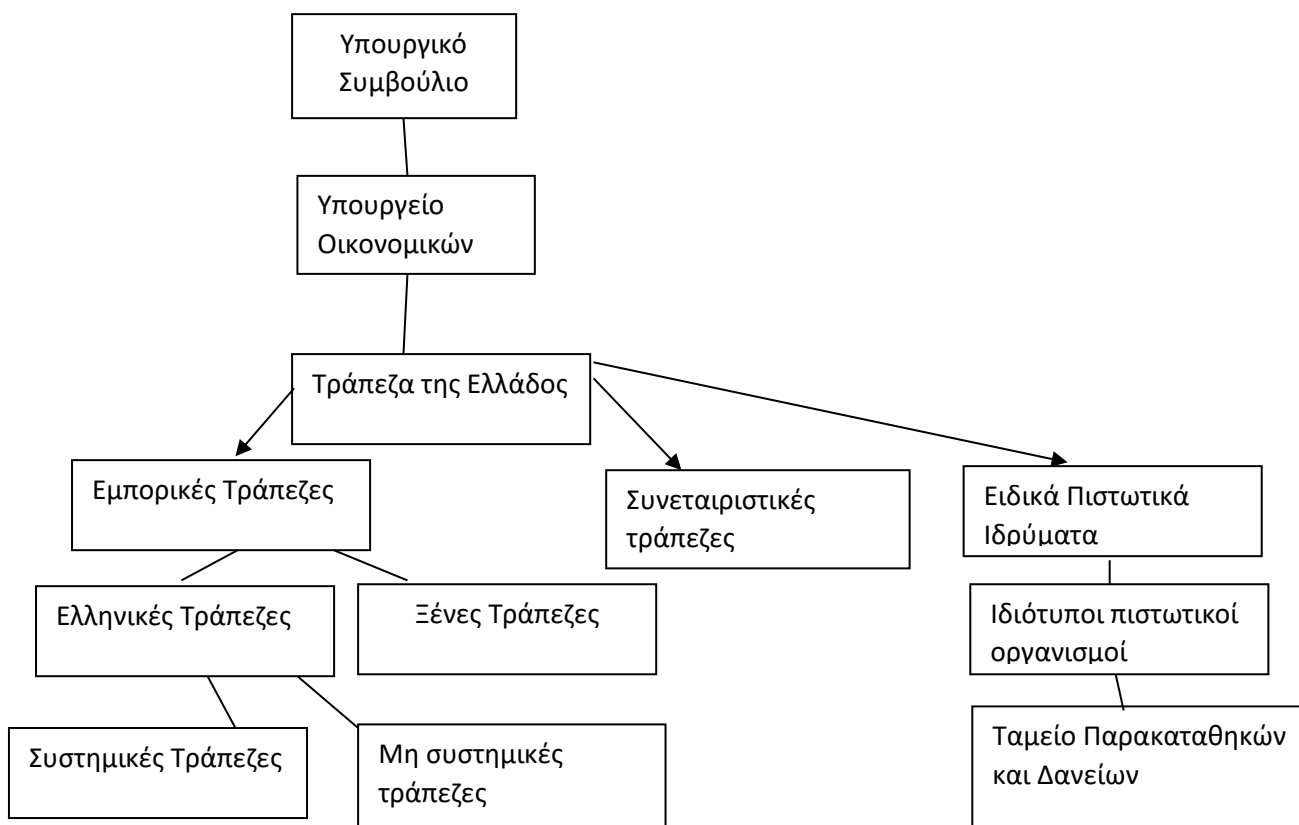 Υπουργικό
Συμβούλιο
Υπουργείο
Οικονομικών
Τράπεζα της Ελλάδος
Εμπορικές Τράπεζες
Συνεταιριστικές
τράπεζες
Ειδικά Πιστωτικά
Ιδρύματα
Ελληνικές Τράπεζες
Ξένες Τράπεζες
Ιδιότυποι πιστωτικοί
οργανισμοί
Συστημικές Τράπεζες
Μη συστημικές
τράπεζες
Ταμείο Παρακαταθηκών
και Δανείων